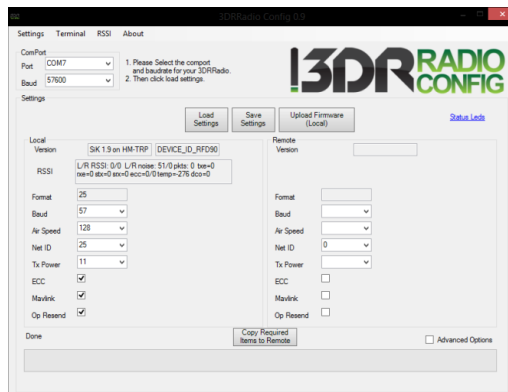 3DRRadio Config 0.9
Settings Terminal RSSI About
ComPort
Port COM7
Baud 57600
1. Please Select the comport
and baudrate for your 3DRRadio.
2. Then click load settings.
3DR RADIO
CONFIG
Settings
Load Settings
Save Settings
Upload Firmware (Local)
Status Leds
Local
Version SiK 1.9 on HM-TRP DEVICE_ID_RFD90
RSSI
L/R RSSI: 0/0 L/R noise: 51/0 pkts: 0 txe=0
rxe=0 stx=0 srx=0 ecc=0/0 temp=-276 dco=0
Format 25
Baud 57
Air Speed 128
Net ID 25
Tx Power 11
ECC
Mavlink
Op Resend
Remote
Version
Format
Baud
Air Speed
Net ID 0
Tx Power
ECC
Mavlink
Op Resend
Done
Copy Required
Items to Remote
Advanced Options